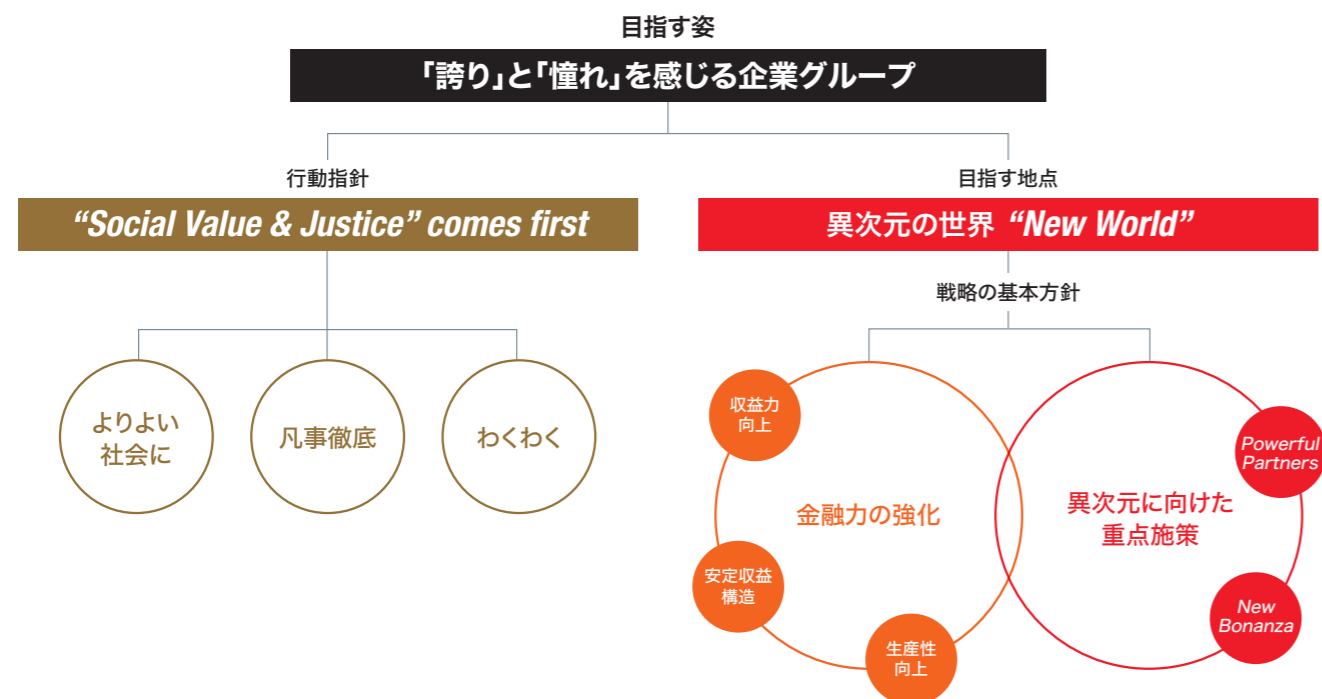 目指す姿
「誇り」と「憧れ」を感じる企業グループ
行動指針
“Social Value & Justice” comes first
よりよい
社会に
凡事徹底
わくわく
目指す地点
異次元の世界 “New World”
戦略の基本方針
収益力
向上
金融力の強化
安定収益
構造
生産性
向上
Powerful
Partners
異次元に向けた
重点施策
New
Bonanza